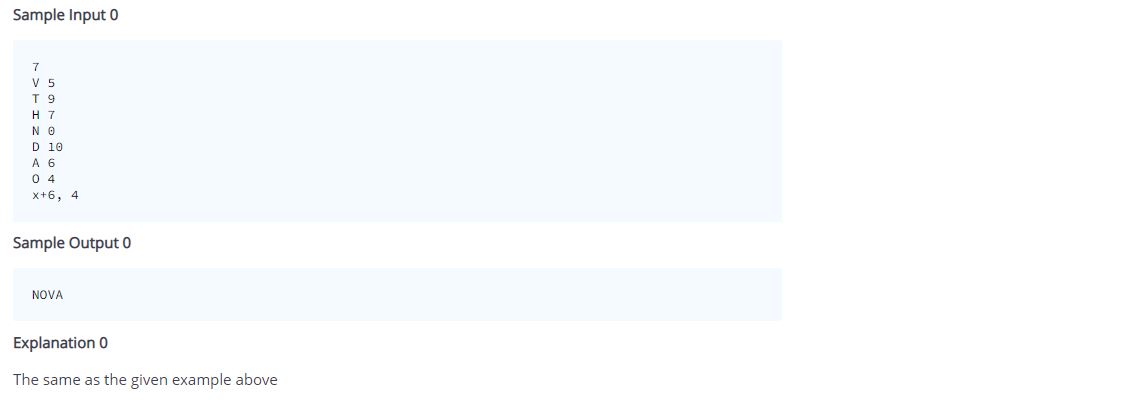 Sample Input 0
7
V 5
T 9
H 7
N 0
D 10
A 6
O 4
x+6, 4
Sample Output 0
NOVA
Explanation 0
The same as the given example above